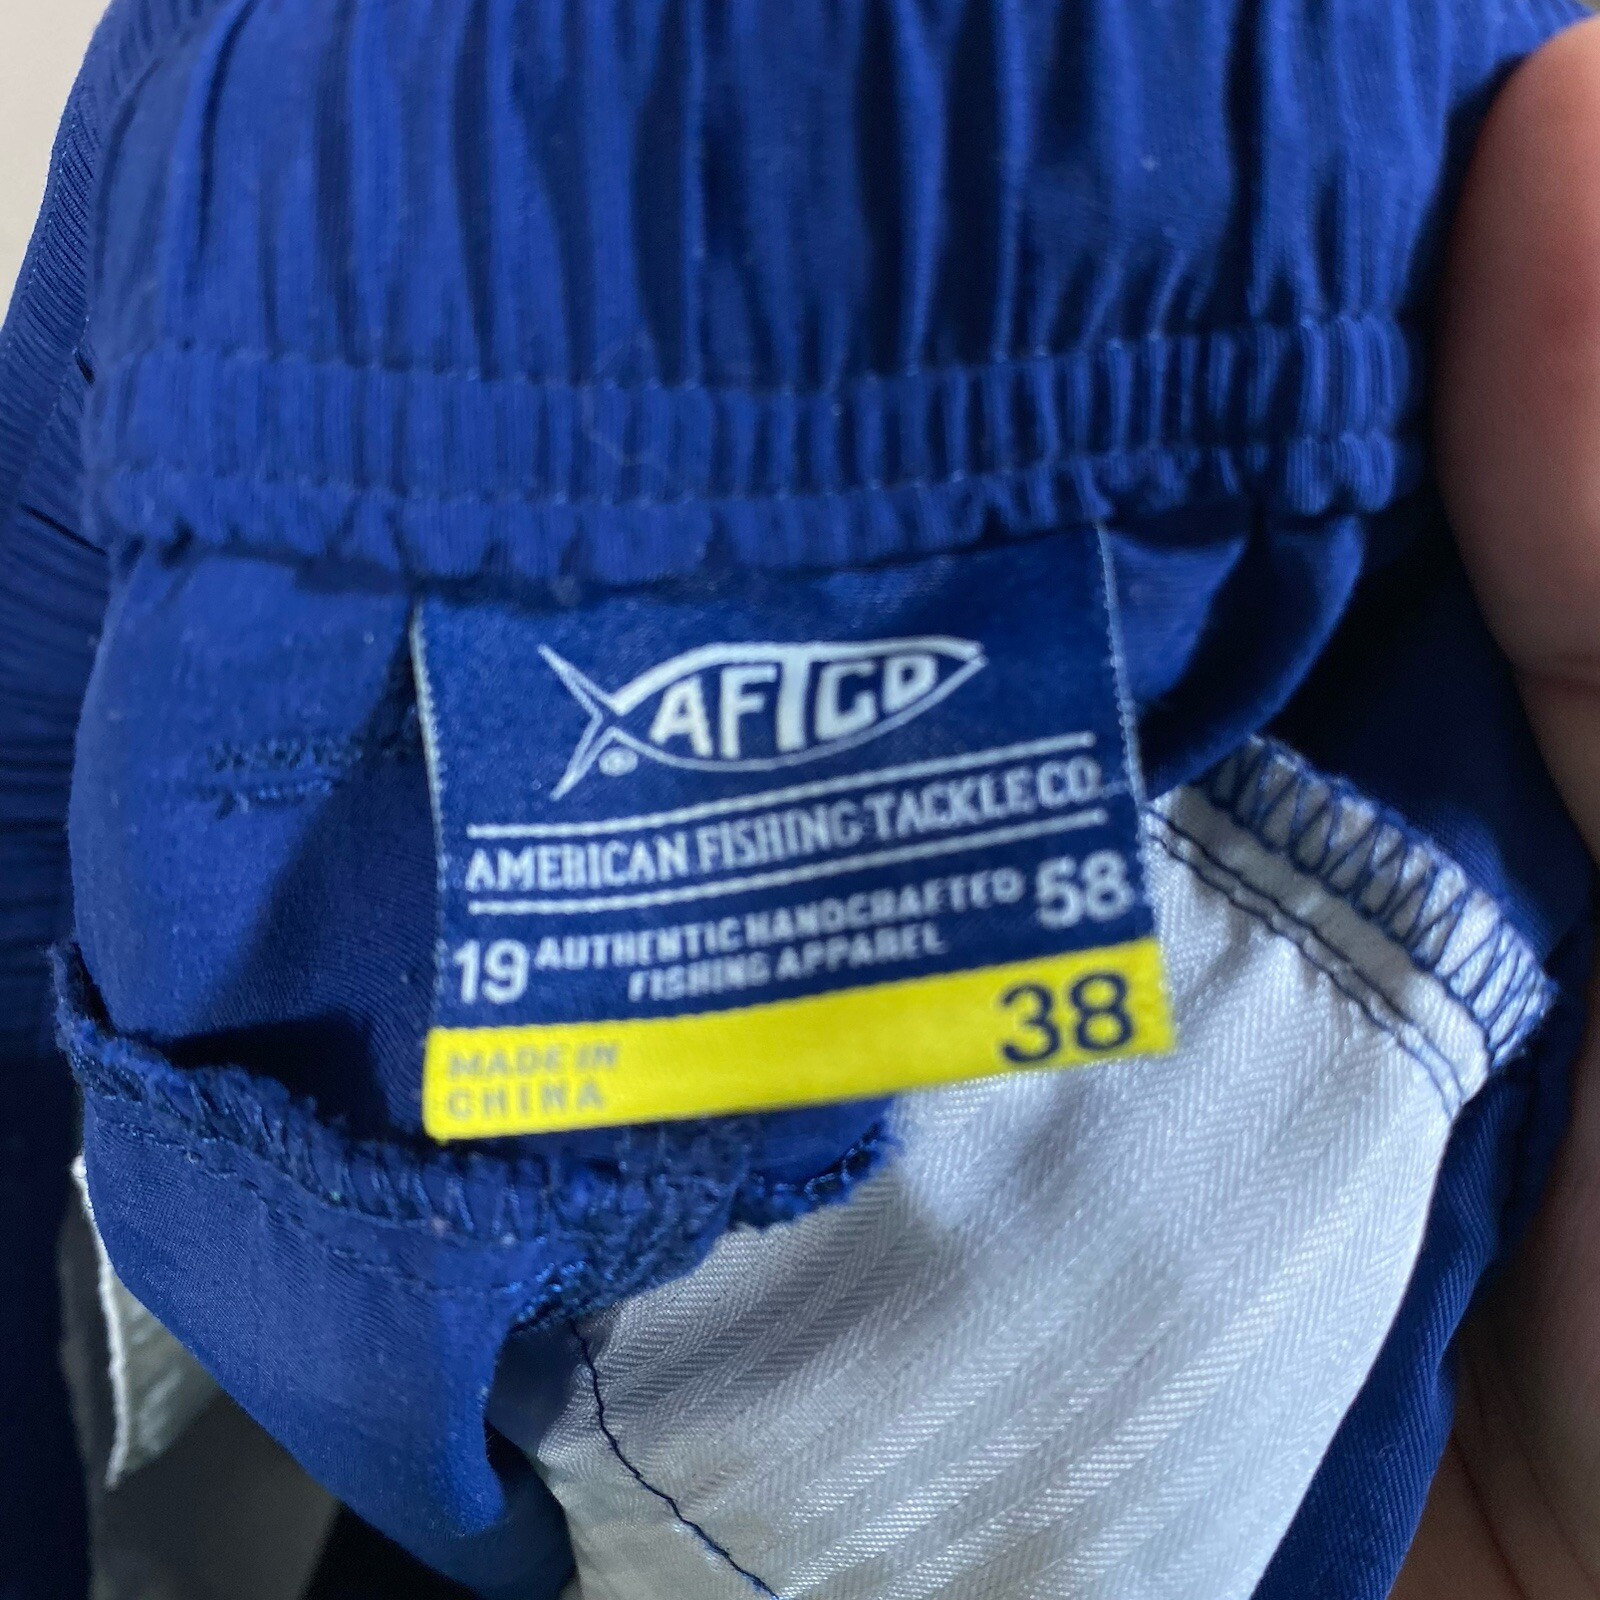 AFTCO
®
AMERICAN FISHING TACKLE CO.
19 AUTHENTIC HANDCRAFTED 58
FISHING APPAREL
MADE IN
CHINA
38